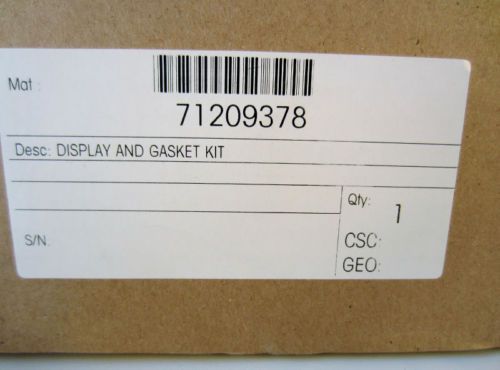 Mat :
71209378
Desc: DISPLAY AND GASKET KIT
Qty: 1
S/N:
CSC:
GEO: